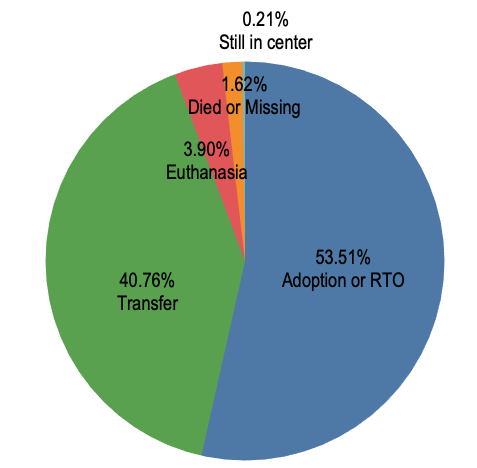 0.21%
Still in center
1.62%
Died or Missing
3.90%
Euthanasia
53.51%
Adoption or RTO
40.76%
Transfer